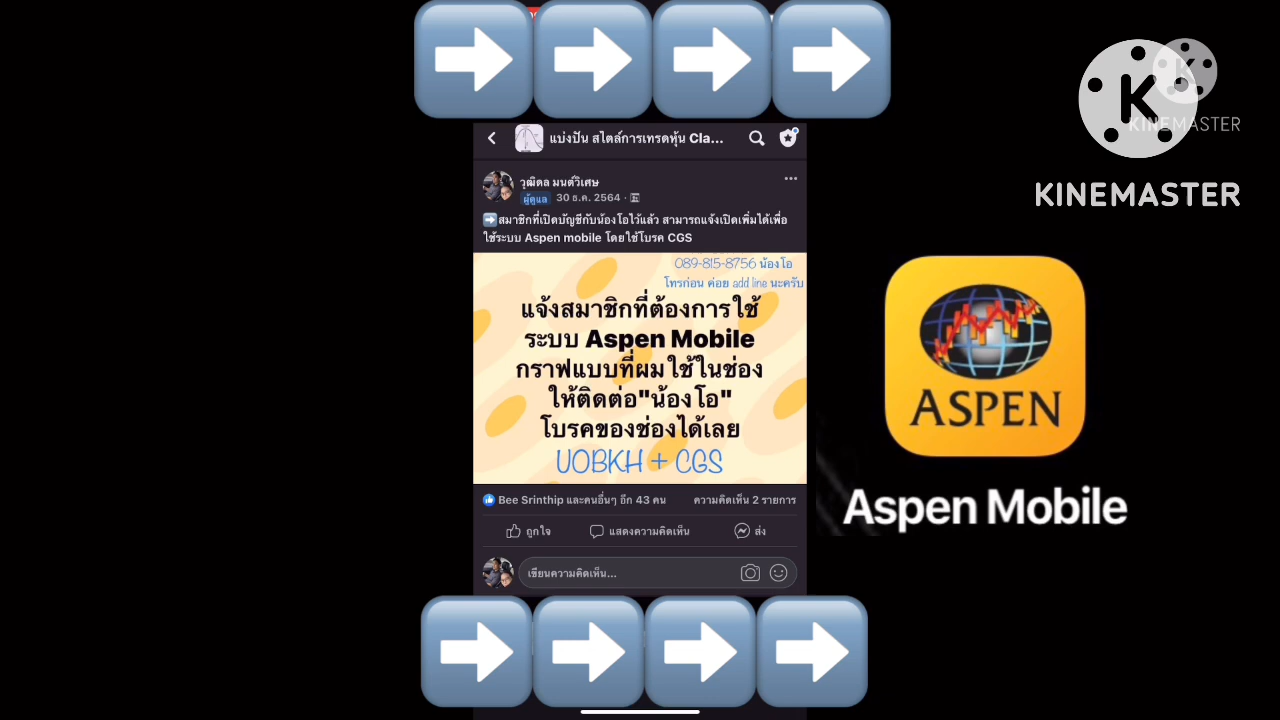 แบ่งปัน สไตล์การเทรดหุ้น Cla...
วุฒิดล มนต์วิเศษ
ผู้ดูแล 30 ธ.ค. 2564
➡️สมาชิกที่เปิดบัญชีกับน้องโอไว้แล้ว สามารถแจ้งเปิดเพิ่มได้เพื่อ
ใช้ระบบ Aspen mobile โดยใช้โบรค CGS
089-815-8756 น้องโอ
โทรก่อน ค่อย add line นะครับ
แจ้งสมาชิกที่ต้องการใช้
ระบบ Aspen Mobile
กราฟแบบที่ผมใช้ในช่อง
ให้ติดต่อ"น้องโอ"
โบรคของช่องได้เลย
UOBKH + CGS
Bee Srinthip และคนอื่นๆ อีก 43 คน ความคิดเห็น 2 รายการ
ถูกใจ แสดงความคิดเห็น ส่ง
เขียนความคิดเห็น...
K
K
KINEMASTER
KINEMASTER
ASPEN
Aspen Mobile